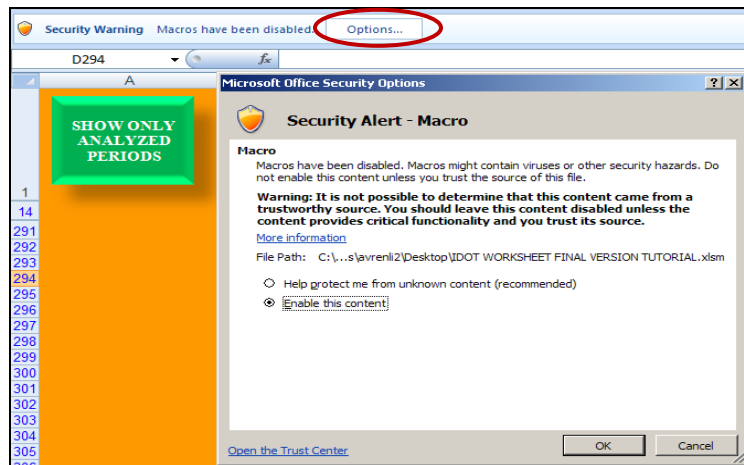 Security Warning Macros have been disabled. Options...
D294 fx
A
SHOW ONLY
ANALYZED
PERIODS
1
14
291
292
293
294
295
296
297
298
299
300
301
302
303
304
305
Microsoft Office Security Options
Security Alert - Macro
Macro
Macros have been disabled. Macros might contain viruses or other security hazards. Do
not enable this content unless you trust the source of this file.
Warning: It is not possible to determine that this content came from a
trustworthy source. You should leave this content disabled unless the
content provides critical functionality and you trust its source.
More information
File Path: C:\...s\avrenli2\Desktop\IDOT WORKSHEET FINAL VERSION TUTORIAL.xlsm
Help protect me from unknown content (recommended)
Enable this content
Open the Trust Center OK Cancel